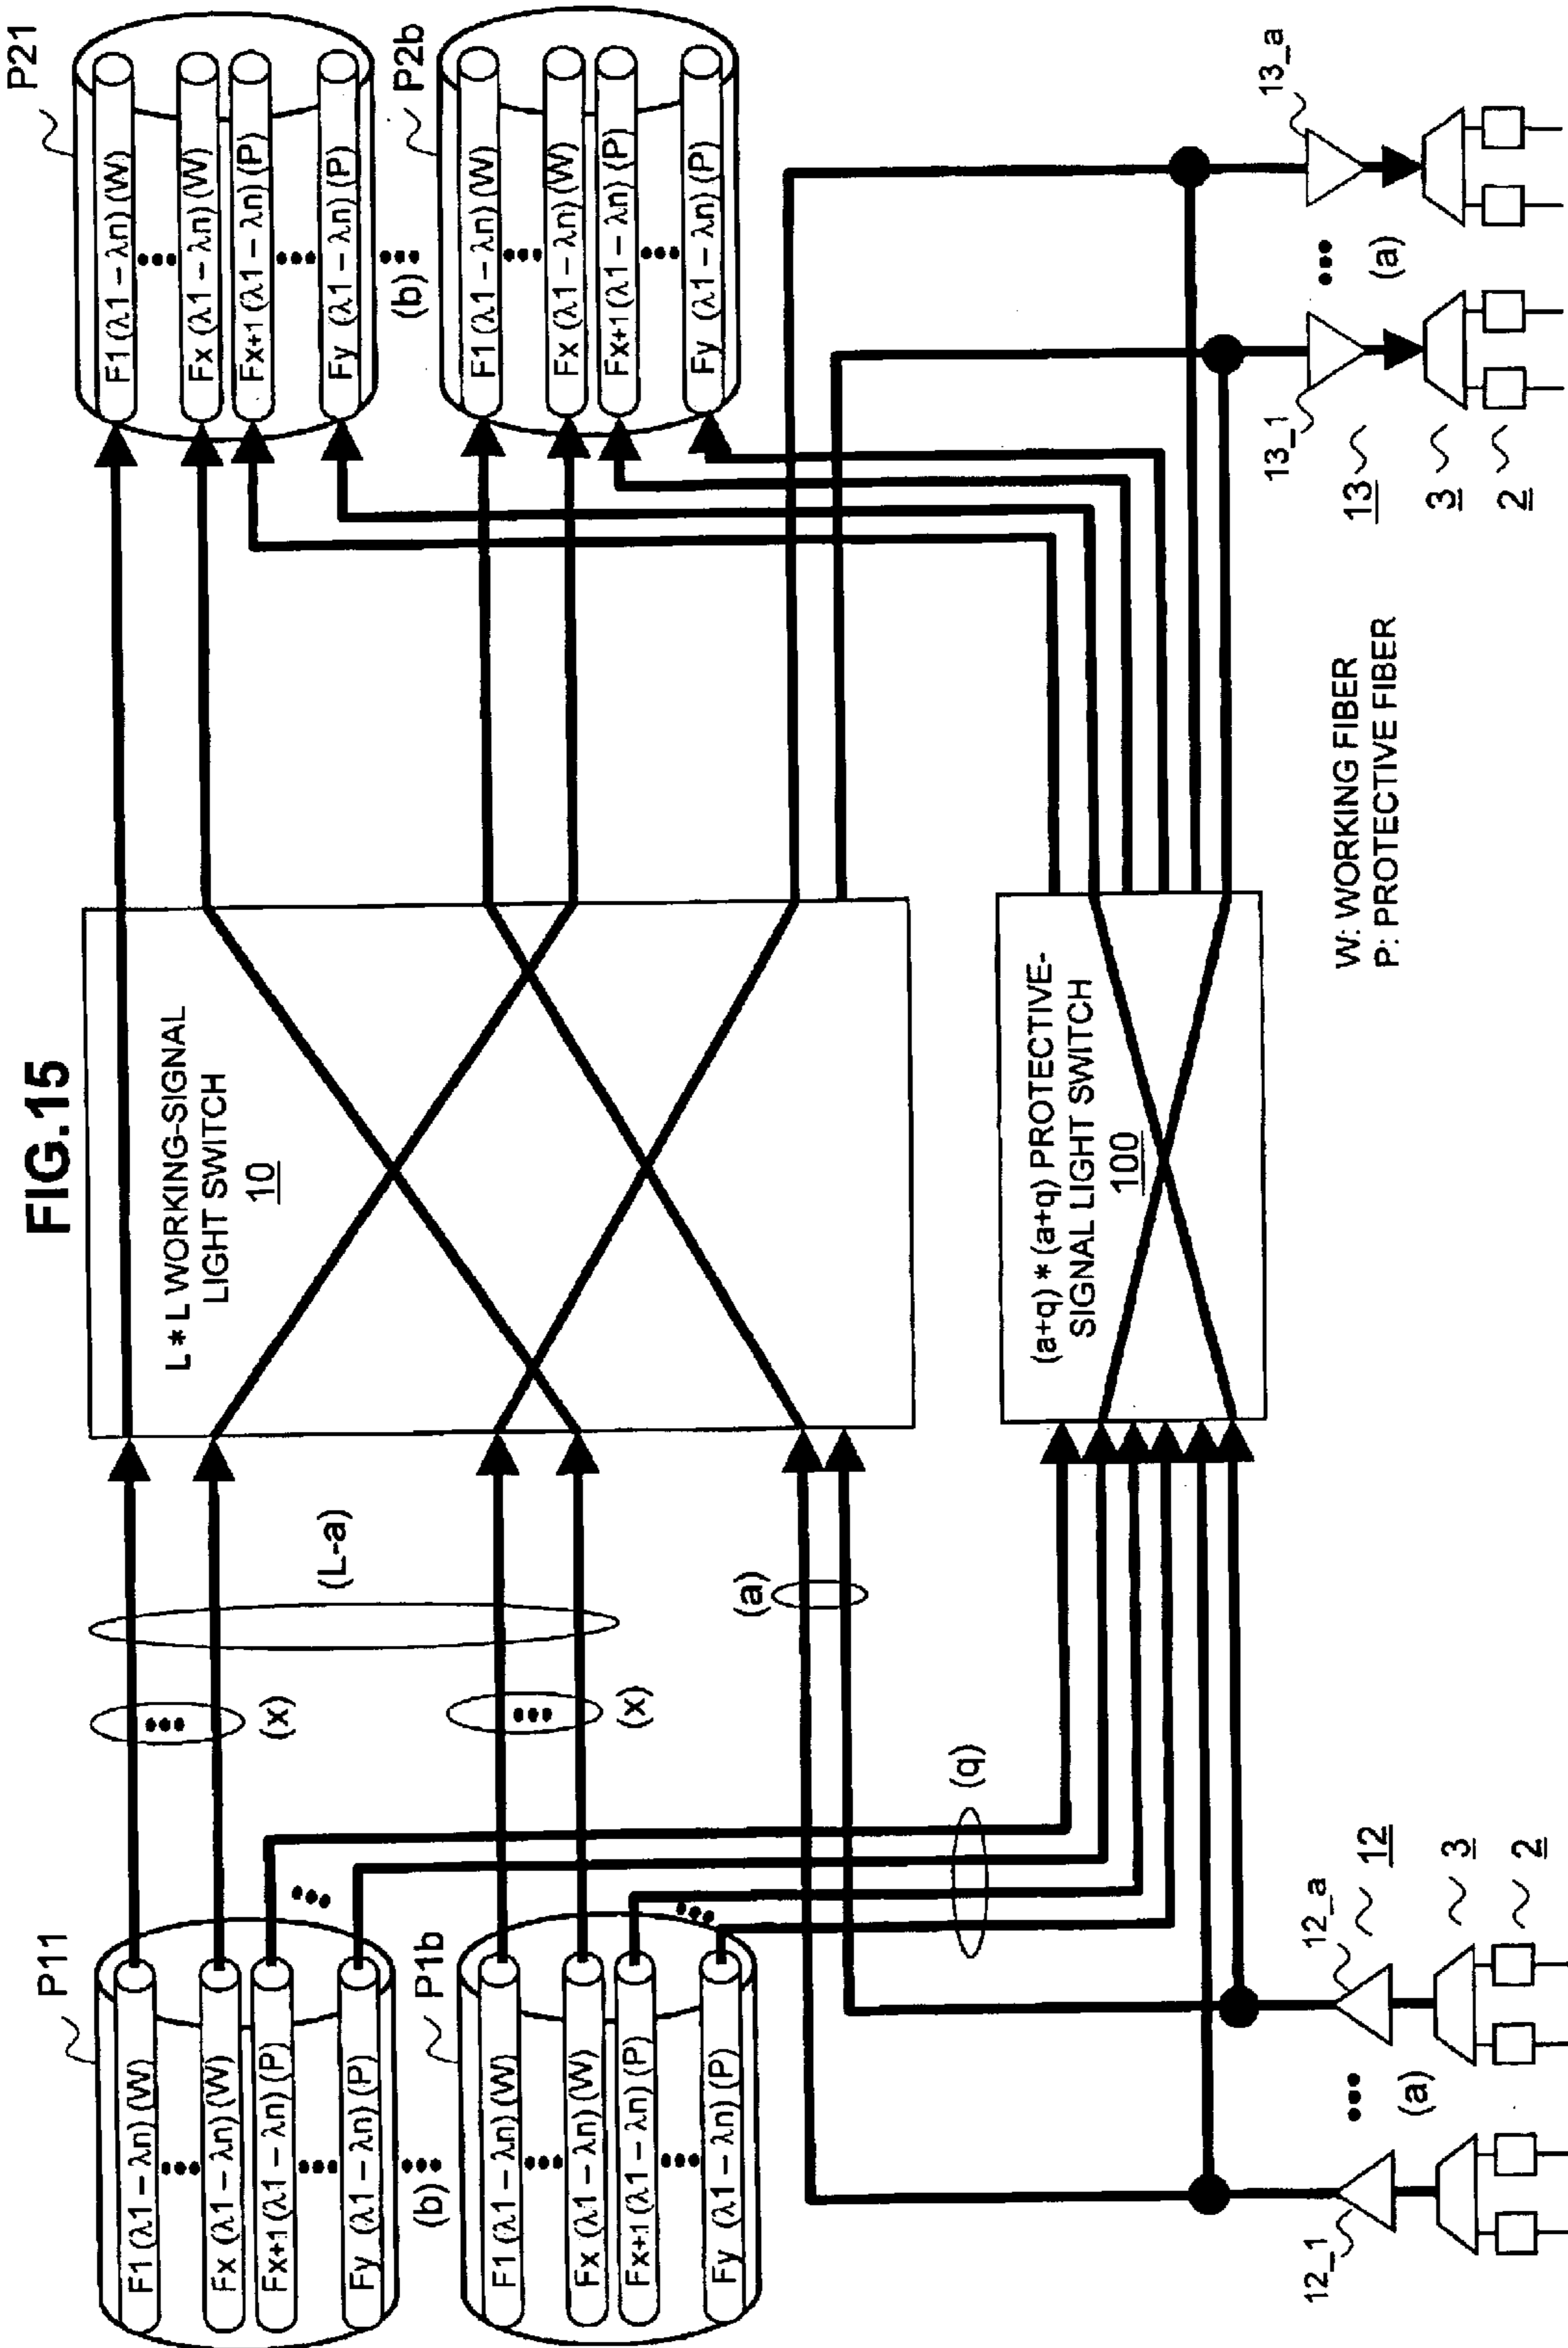 FIG.15
P11
F1 (λ1 – λn) (W)
Fx (λ1 – λn) (W)
Fx+1 (λ1 – λn) (P)
Fy (λ1 – λn) (P)
(b)
P1b
F1 (λ1 – λn) (W)
Fx (λ1 – λn) (W)
Fx+1 (λ1 – λn) (P)
Fy (λ1 – λn) (P)
(x)
(L-a)
(x)
(a)
(q)
L * L WORKING-SIGNAL
LIGHT SWITCH
10
(a+q) * (a+q) PROTECTIVE-
SIGNAL LIGHT SWITCH
100
P21
F1 (λ1 – λn) (W)
Fx (λ1 – λn) (W)
Fx+1 (λ1 – λn) (P)
Fy (λ1 – λn) (P)
(b)
P2b
F1 (λ1 – λn) (W)
Fx (λ1 – λn) (W)
Fx+1 (λ1 – λn) (P)
Fy (λ1 – λn) (P)
12_1
(a)
12_a
12
3
2
W: WORKING FIBER
P: PROTECTIVE FIBER
13_1
(a)
13_a
13
3
2